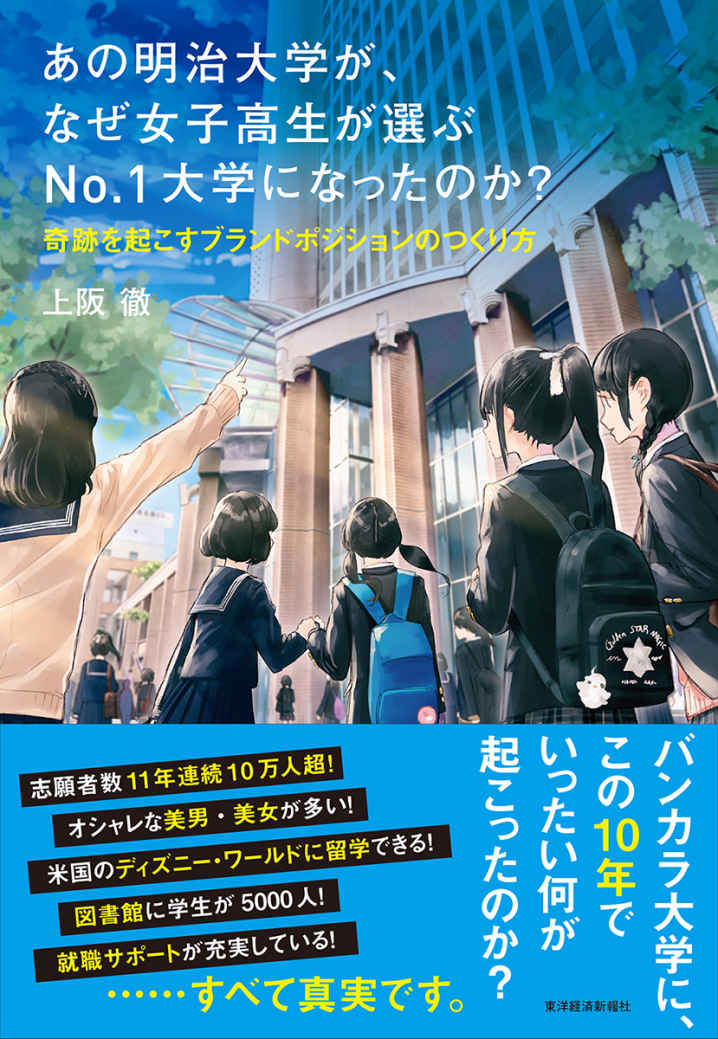 あの明治大学が、
なぜ女子高生が選ぶ
No.1大学になったのか?
奇跡を起こすブランドポジションのつくり方
上阪 徹
Golden STAR MAGIC
バンカラ大学に、
この10年で
いったい何が
起こったのか?
志願者数11年連続10万人超!
オシャレな美男・美女が多い!
米国のディズニー・ワールドに留学できる!
図書館に学生が5000人!
就職サポートが充実している!
……すべて真実です。
東洋経済新報社